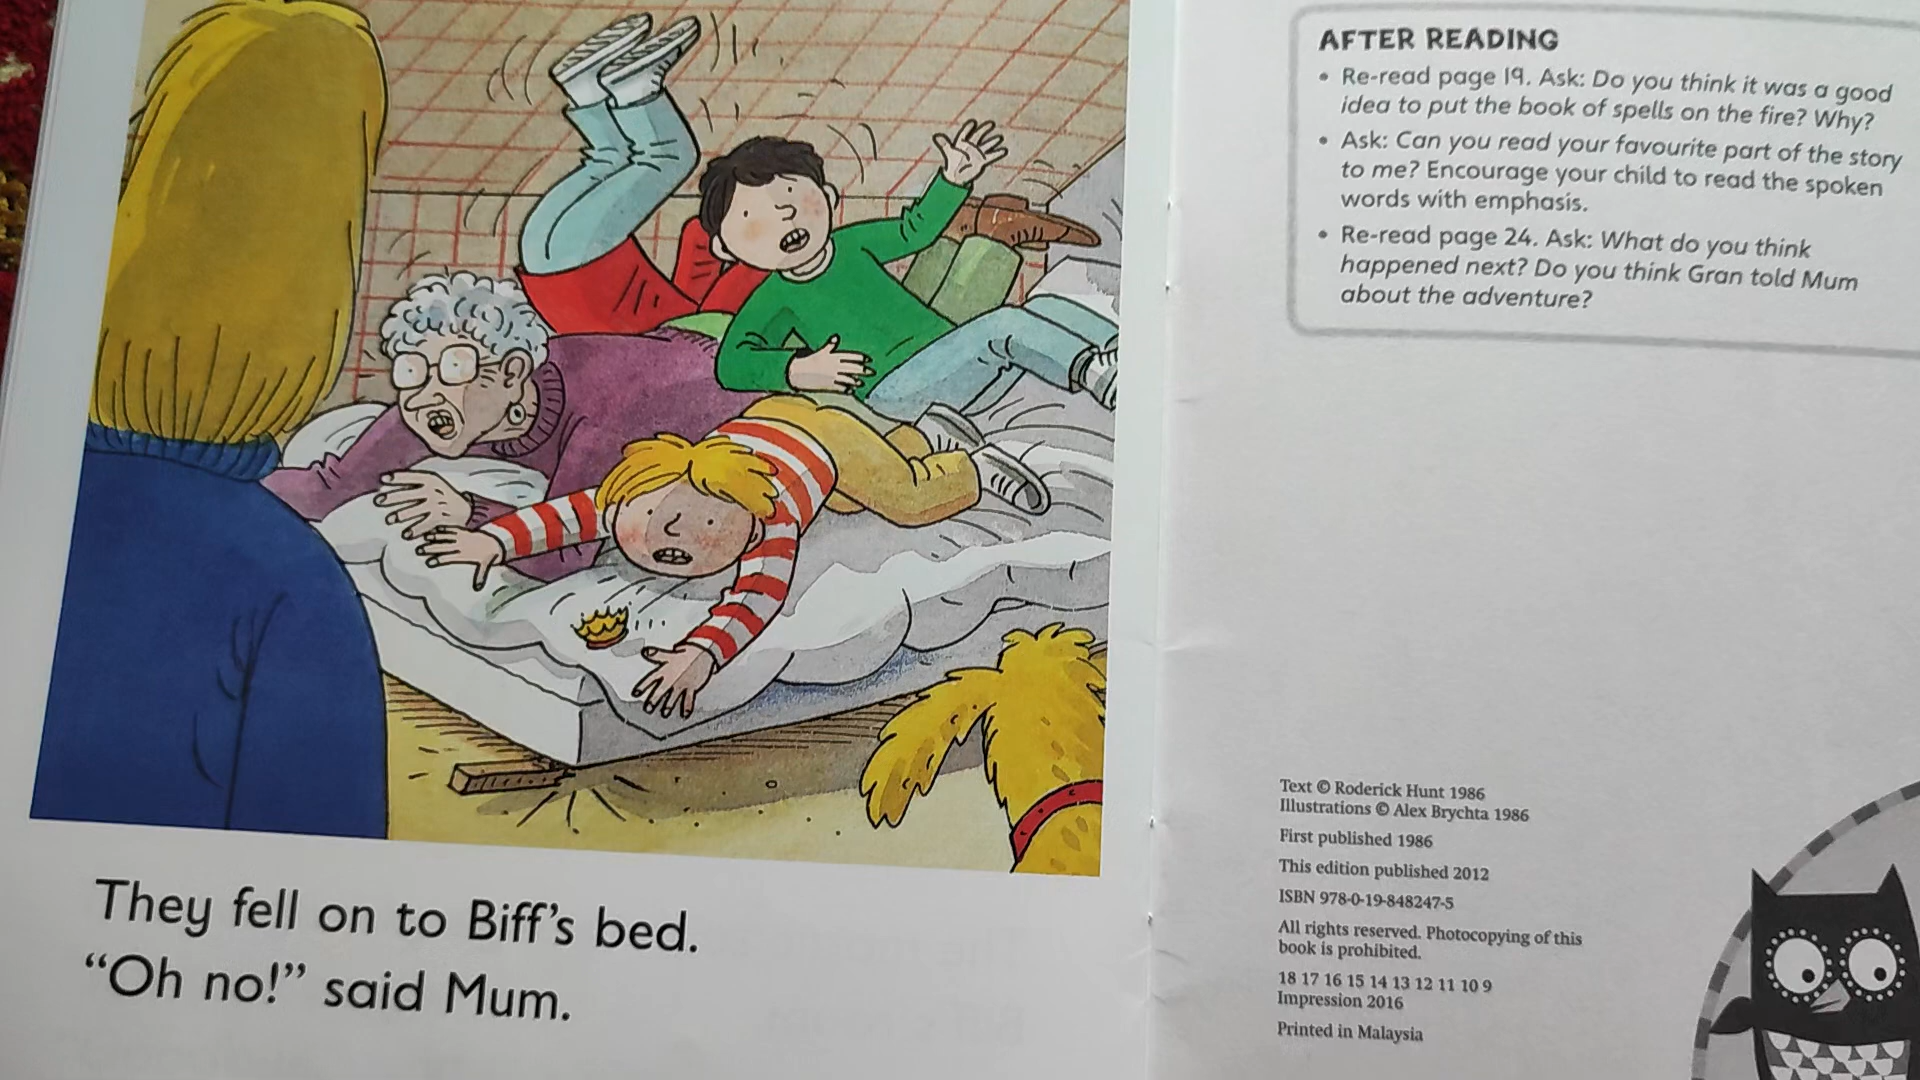 They fell on to Biff's bed.
“Oh no!” said Mum.
AFTER READING
• Re-read page 19. Ask: Do you think it was a good
idea to put the book of spells on the fire? Why?
• Ask: Can you read your favourite part of the story
to me? Encourage your child to read the spoken
words with emphasis.
• Re-read page 24. Ask: What do you think
happened next? Do you think Gran told Mum
about the adventure?
Text © Roderick Hunt 1986
Illustrations © Alex Brychta 1986
First published 1986
This edition published 2012
ISBN 978-0-19-848247-5
All rights reserved. Photocopying of this
book is prohibited.
18 17 16 15 14 13 12 11 10 9
Impression 2016
Printed in Malaysia